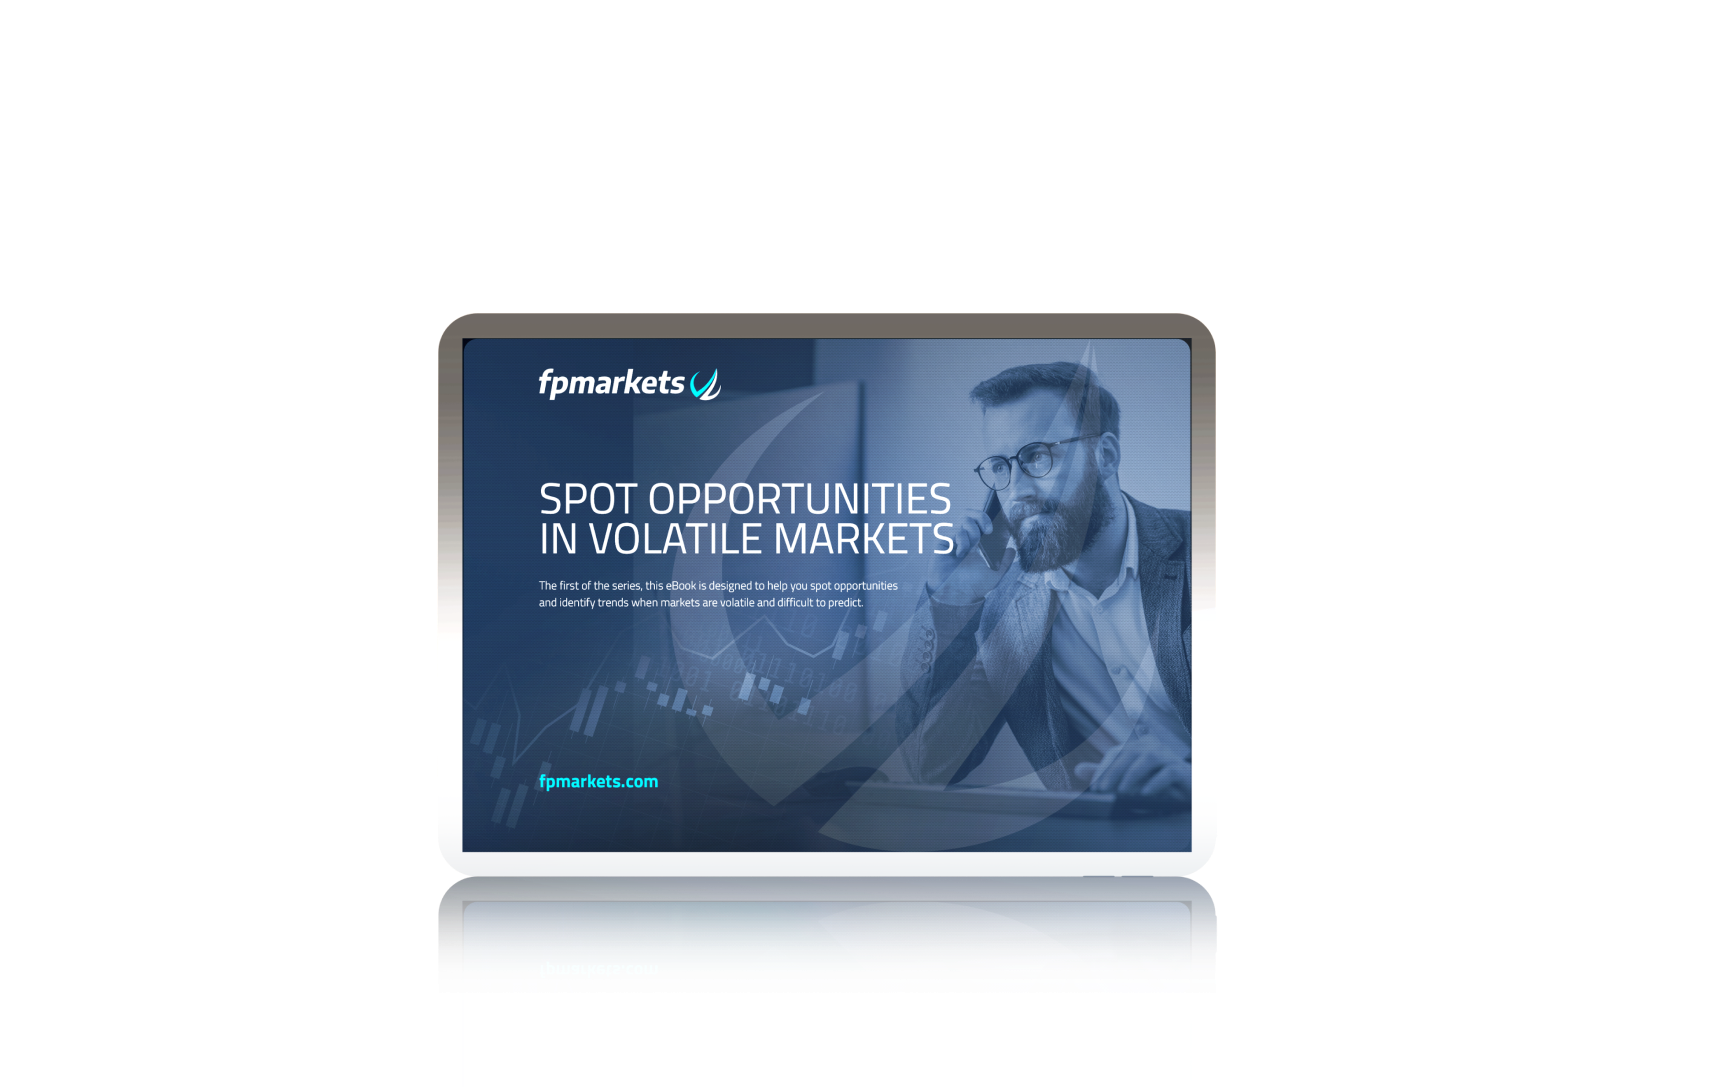 fpmarkets
SPOT OPPORTUNITIES
IN VOLATILE MARKETS
The first of the series, this eBook is designed to help you spot opportunities
and identify trends when markets are volatile and difficult to predict.
fpmarkets.com